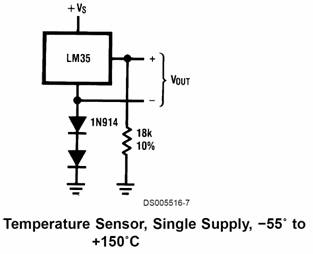 +VS
LM35
+
VOUT
−
1N914
18k
10%
DS005516-7
Temperature Sensor, Single Supply, −55˚ to
+150˚C